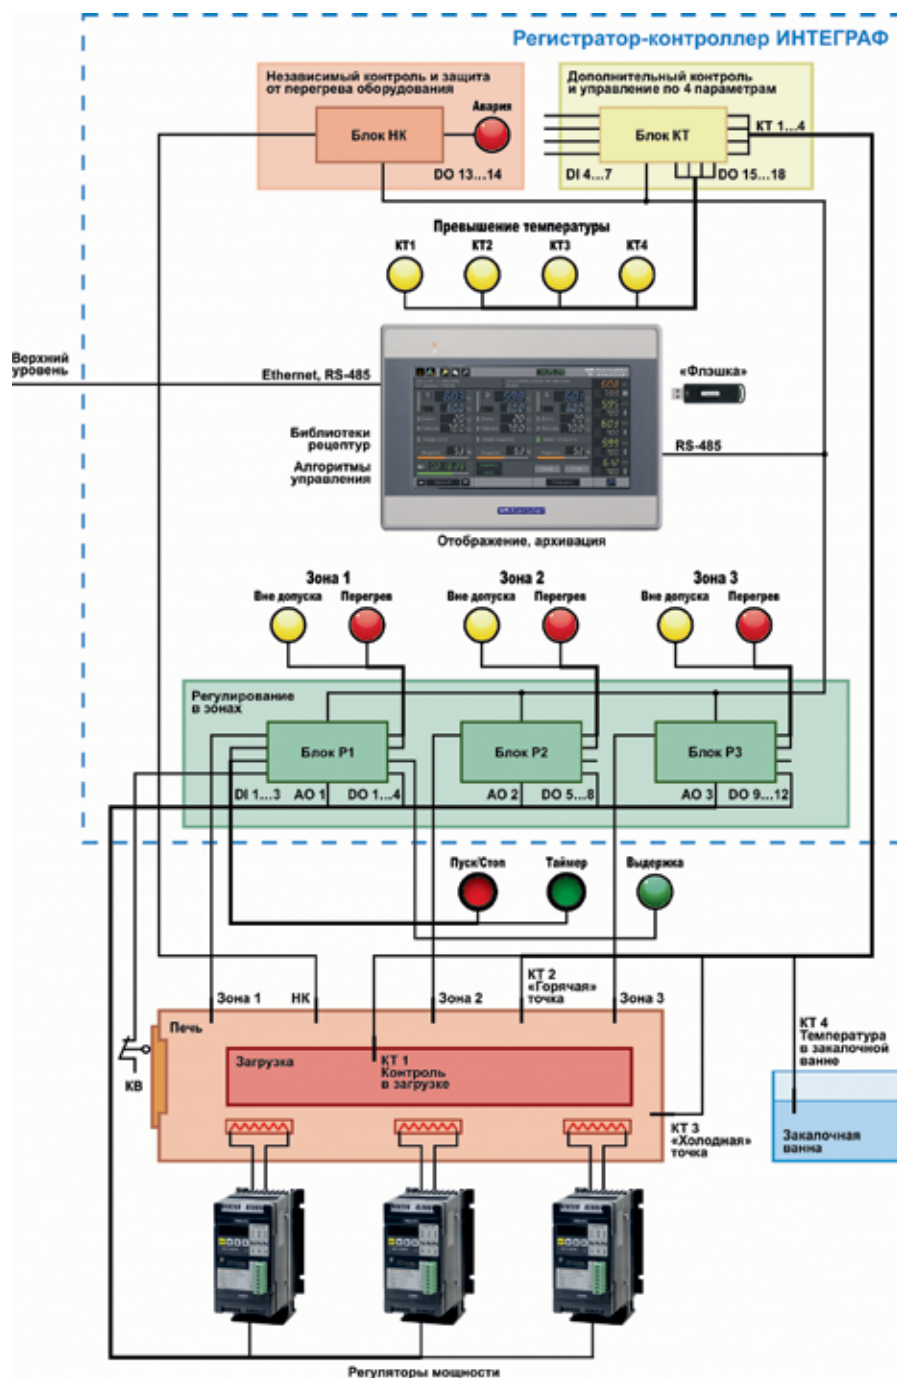 Регистратор-контроллер ИНТЕГРАФ
Независимый контроль и защита
от перегрева оборудования
Авария
Блок НК
DO 13...14
Дополнительный контроль
и управление по 4 параметрам
КТ 1...4
Блок КТ
DI 4...7
DO 15...18
Превышение температуры
КТ1
КТ2
КТ3
КТ4
Верхний
уровень
Ethernet, RS-485
«Флэшка»
Библиотеки
рецептур
RS-485
Алгоритмы
управления
Отображение, архивация
Зона 1
Вне допуска
Перегрев
Зона 2
Вне допуска
Перегрев
Зона 3
Вне допуска
Перегрев
Регулирование
в зонах
Блок Р1
Блок Р2
Блок Р3
DI 1...3
AO 1
DO 1...4
AO 2
DO 5...8
AO 3
DO 9...12
Пуск/Стоп
Таймер
Выдержка
Зона 1
НК
Зона 2
КТ 2
«Горячая»
точка
Зона 3
Печь
КВ
Загрузка
КТ 1
Контроль
в загрузке
КТ 4
Температура
в закалочной
ванне
КТ 3
«Холодная»
точка
Закалочная
ванна
Регуляторы мощности